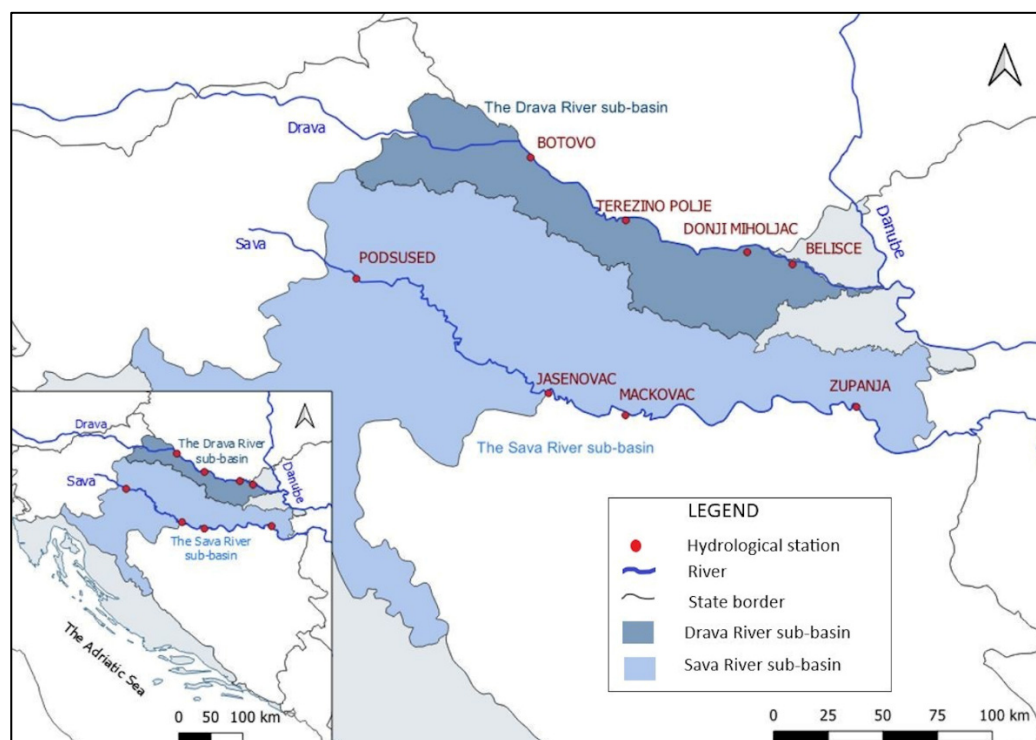 The Drava River sub-basin
Drava
BOTOVO
TEREZINO POLJE
DONJI MIHOLJAC
BELISCE
Danube
Sava
PODSUSED
JASENOVAC
MACKOVAC
ZUPANJA
The Sava River sub-basin
LEGEND
Hydrological station
River
State border
Drava River sub-basin
Sava River sub-basin
0 25 50 75 100 km
Drava
The Drava River
sub-basin
Sava
Danube
The Sava River
sub-basin
The Adriatic Sea
0 50 100 km